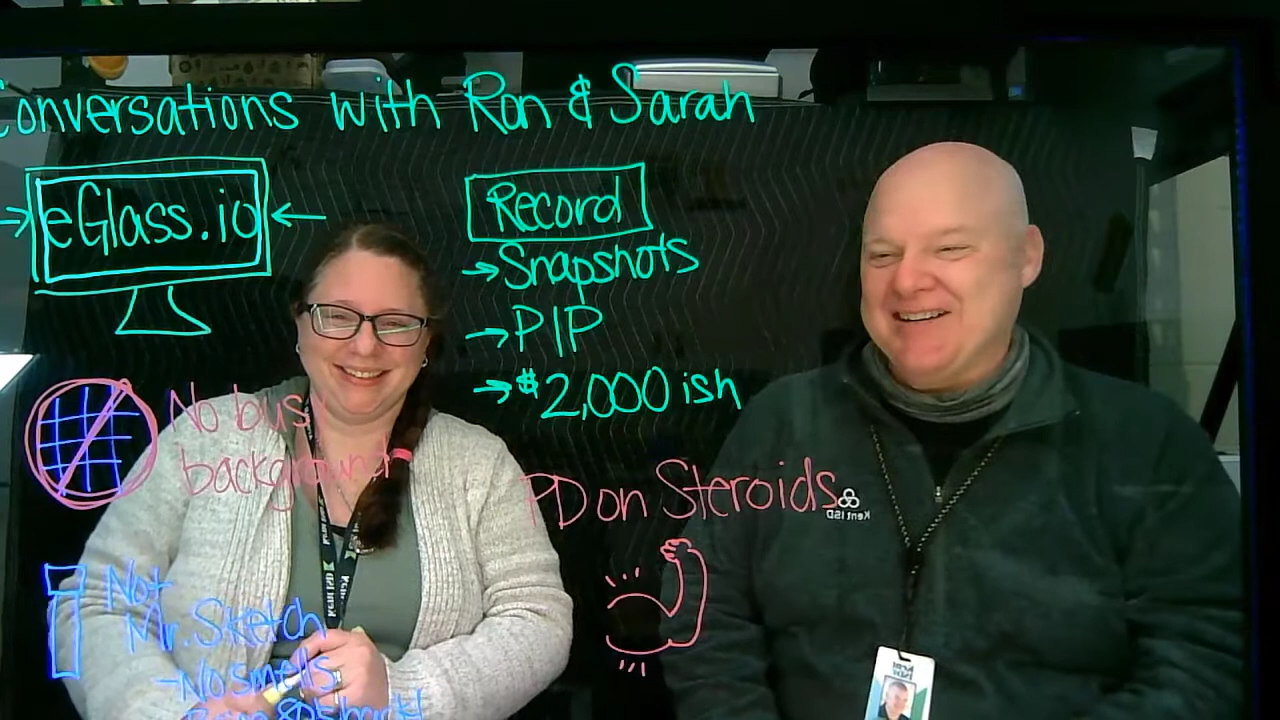 Conversations with Ron & Sarah
eGlass.io
Record
→ Snapshots
→ PIP
→ $2,000 ish
No busy
background
PD on Steroids
Kent ISD
Not
Mr. Sketch
- No smells